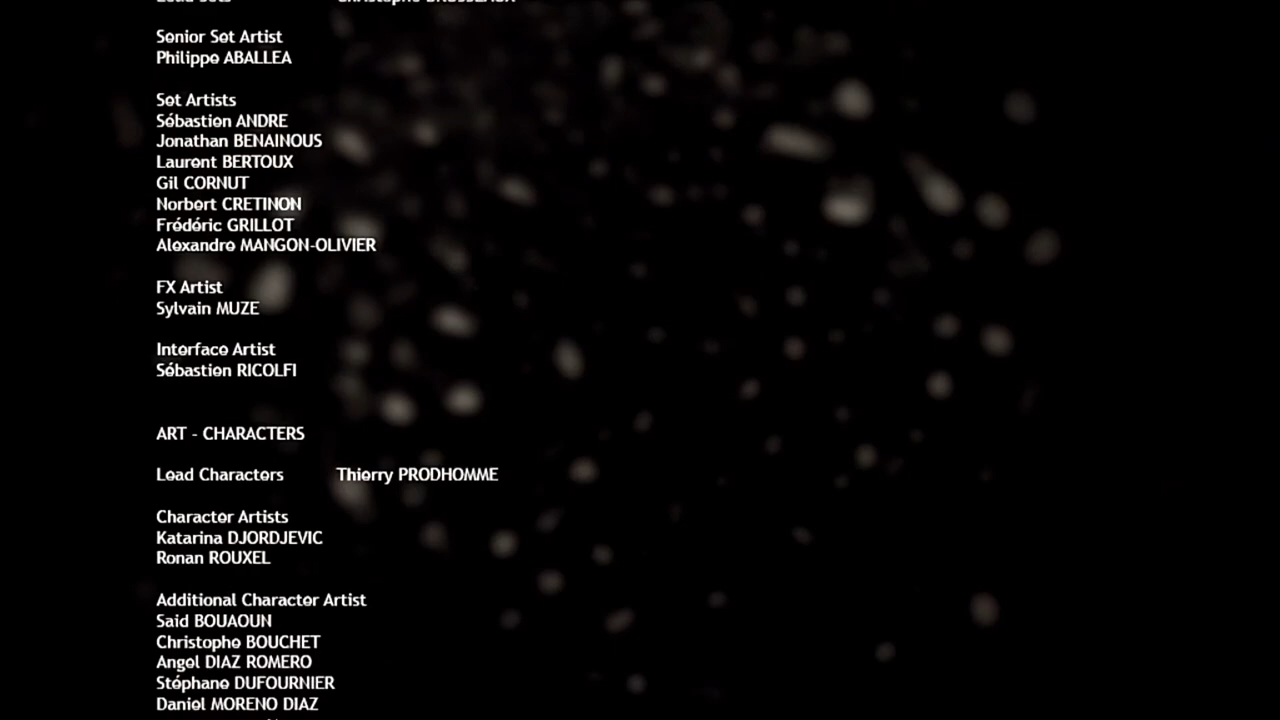 Senior Set Artist
Philippe ABALLEA
Set Artists
Sébastien ANDRE
Jonathan BENAINOUS
Laurent BERTOUX
Gil CORNUT
Norbert CRETINON
Frédéric GRILLOT
Alexandre MANGON-OLIVIER
FX Artist
Sylvain MUZE
Interface Artist
Sébastien RICOLFI
ART - CHARACTERS
Lead Characters Thierry PRODHOMME
Character Artists
Katarina DJORDJEVIC
Ronan ROUXEL
Additional Character Artist
Said BOUAOUN
Christophe BOUCHET
Angel DIAZ ROMERO
Stéphane DUFOURNIER
Daniel MORENO DIAZ